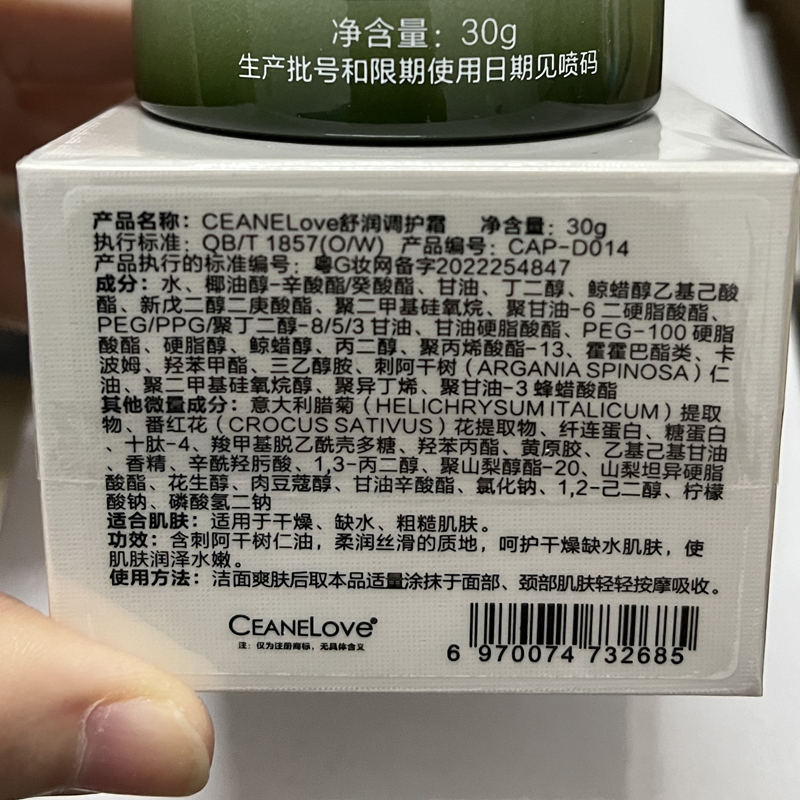 净含量：30g
生产批号和限期使用日期见喷码
产品名称：CEANELove舒润调护霜 净含量：30g
执行标准：QB/T 1857(O/W) 产品编号：CAP-D014
产品执行的标准编号：粤G妆网备字2022254847
成分：水、椰油醇-辛酸酯/癸酸酯、甘油、丁二醇、鲸蜡醇乙基己酸
酯、新戊二醇二庚酸酯、聚二甲基硅氧烷、聚甘油-6 二硬脂酸酯、
PEG/PPG/聚丁二醇-8/5/3 甘油、甘油硬脂酸酯、PEG-100 硬脂
酸酯、硬脂醇、鲸蜡醇、丙二醇、聚丙烯酸酯-13、霍霍巴酯类、卡
波姆、羟苯甲酯、三乙醇胺、刺阿干树（ARGANIA SPINOSA）仁
油、聚二甲基硅氧烷醇、聚异丁烯、聚甘油-3 蜂蜡酸酯
其他微量成分：意大利腊菊（HELICHRYSUM ITALICUM）提取
物、番红花（CROCUS SATIVUS）花提取物、纤连蛋白、糖蛋白
、十肽-4、羧甲基脱乙酰壳多糖、羟苯丙酯、黄原胶、乙基己基甘油
、香精、辛酰羟肟酸、1,3-丙二醇、聚山梨醇酯-20、山梨坦异硬脂
酸酯、花生醇、肉豆蔻醇、甘油辛酸酯、氯化钠、1,2-己二醇、柠檬
酸钠、磷酸氢二钠
适合肌肤：适用于干燥、缺水、粗糙肌肤。
功效：含刺阿干树仁油，柔润丝滑的质地，呵护干燥缺水肌肤，使
肌肤润泽水嫩。
使用方法：洁面爽肤后取本品适量涂抹于面部、颈部肌肤轻轻按摩吸收。
CEANELOVE®
注：仅为注册商标，无具体含义
6 970074 732685